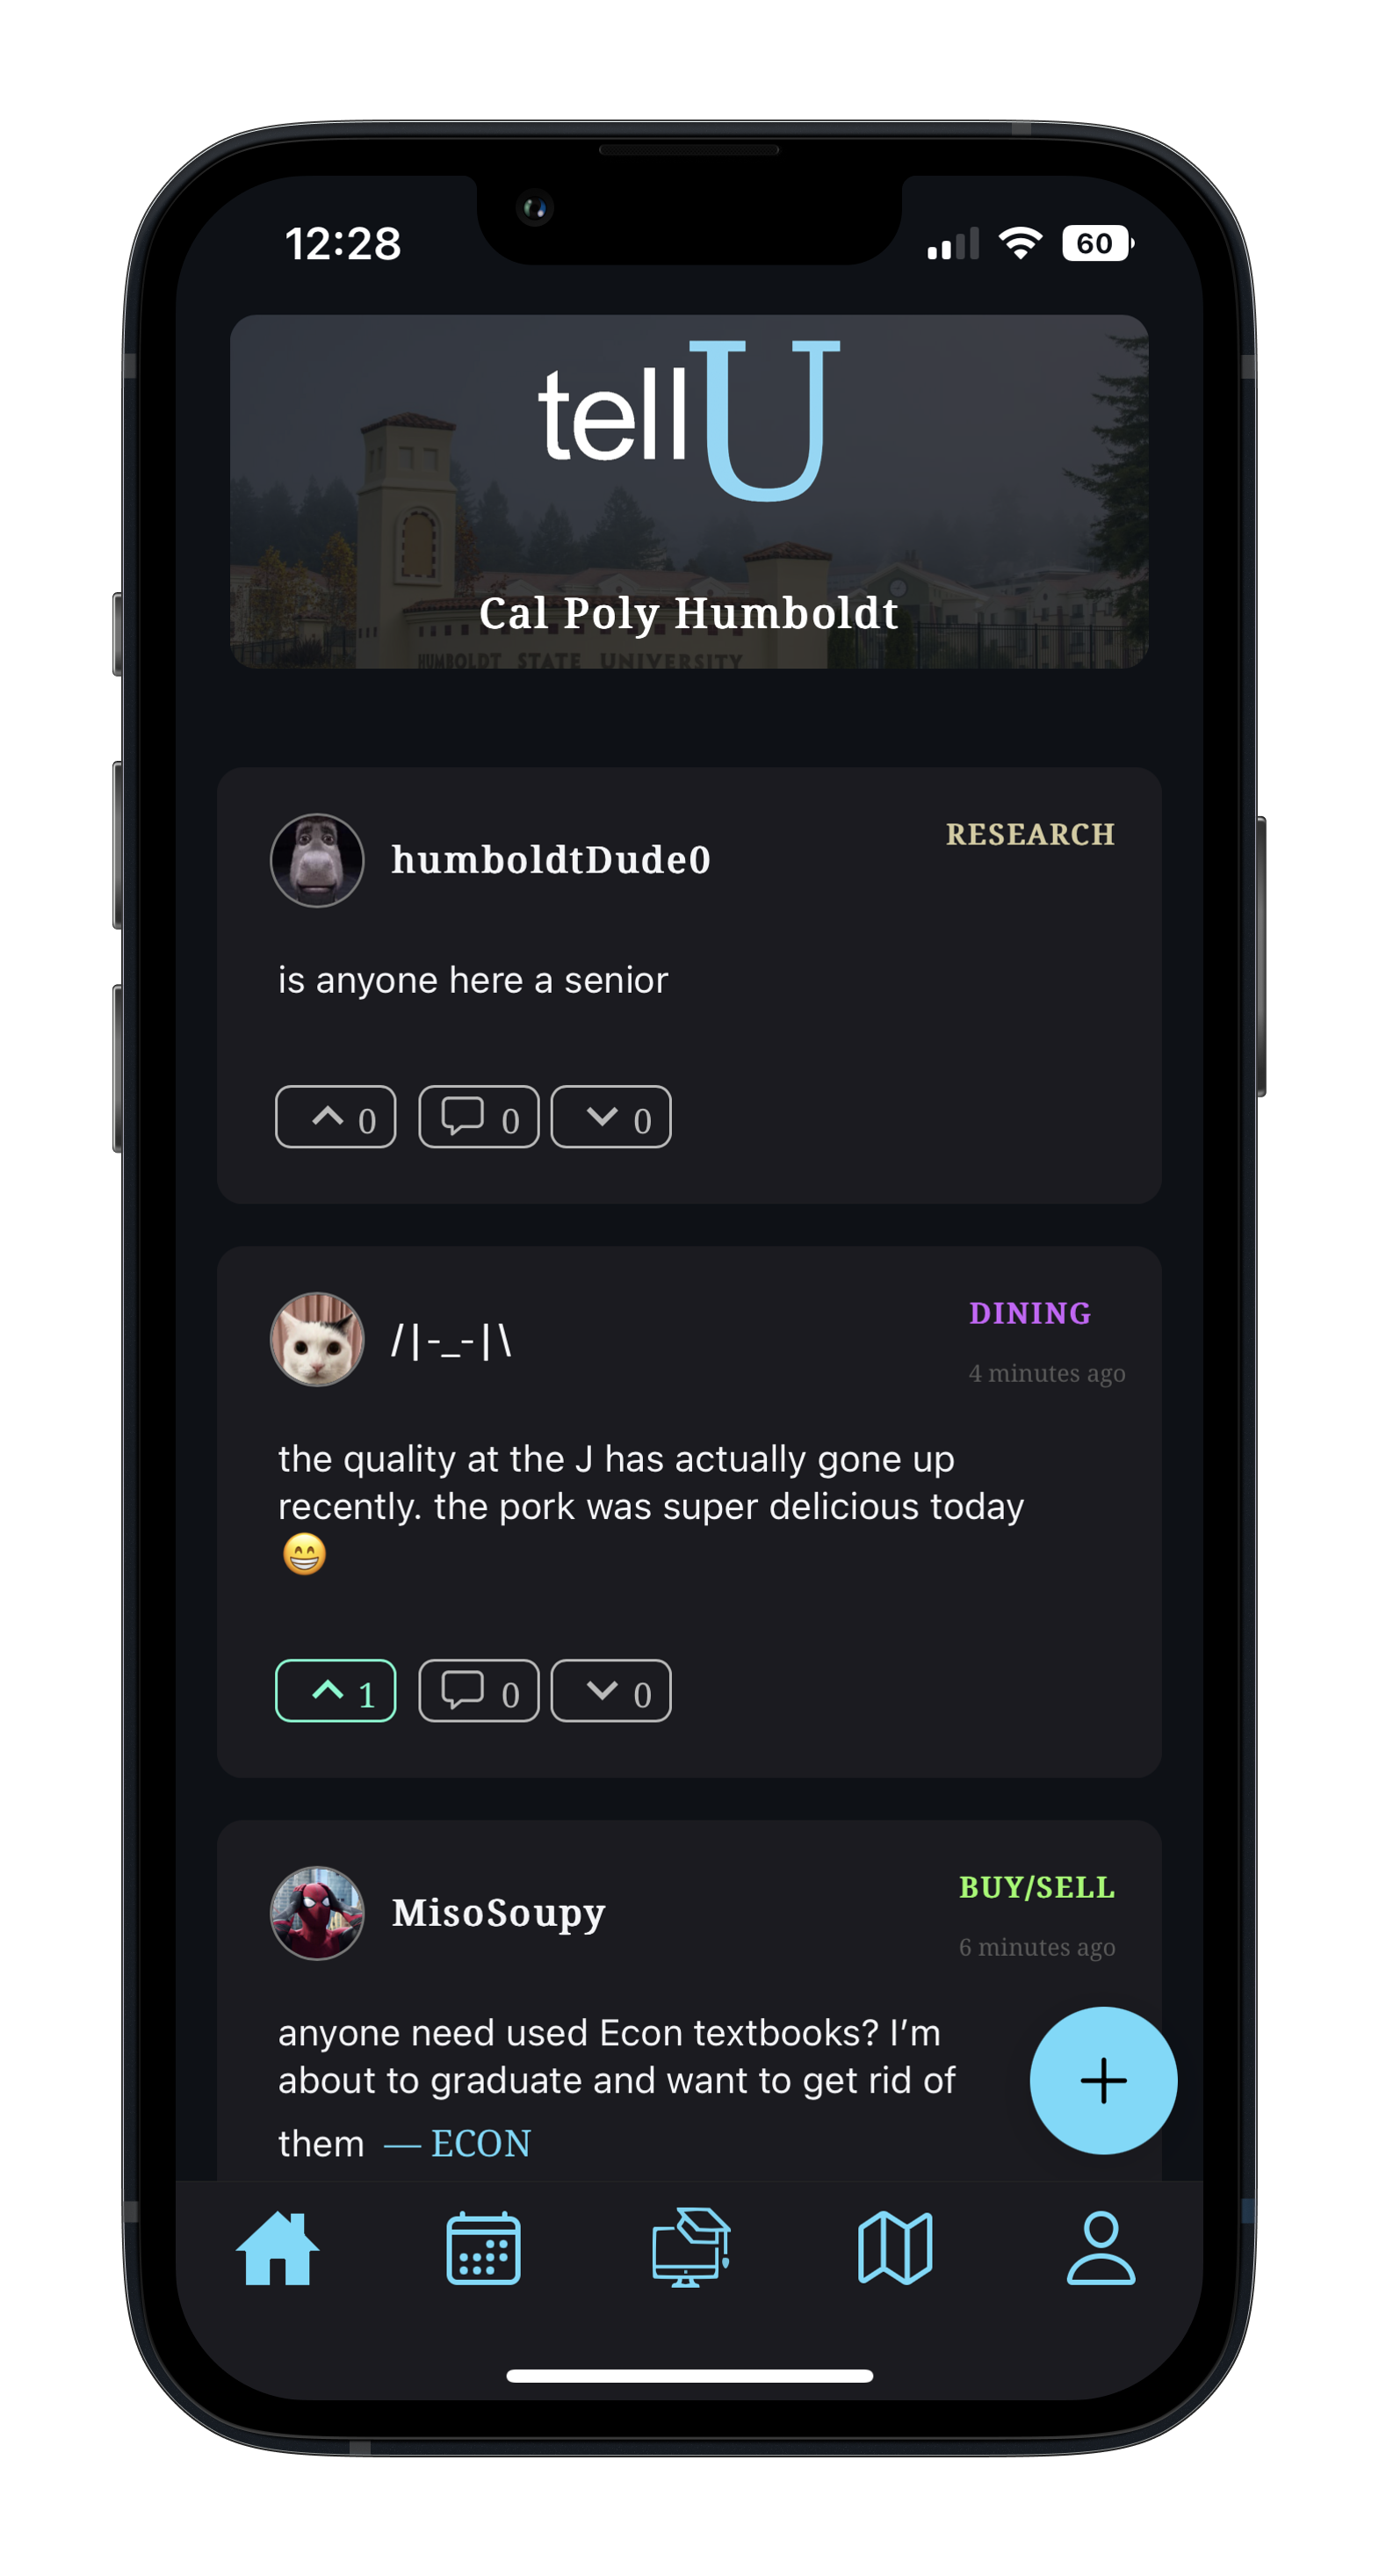 12:28
60
tellU
Cal Poly Humboldt
HUMBOLDT STATE UNIVERSITY
humboldtDude0
RESEARCH
is anyone here a senior
0 0 0
/|-_-|\
DINING
4 minutes ago
the quality at the J has actually gone up
recently. the pork was super delicious today
😁
1 0 0
MisoSoupy
BUY/SELL
6 minutes ago
anyone need used Econ textbooks? I’m
about to graduate and want to get rid of
them — ECON